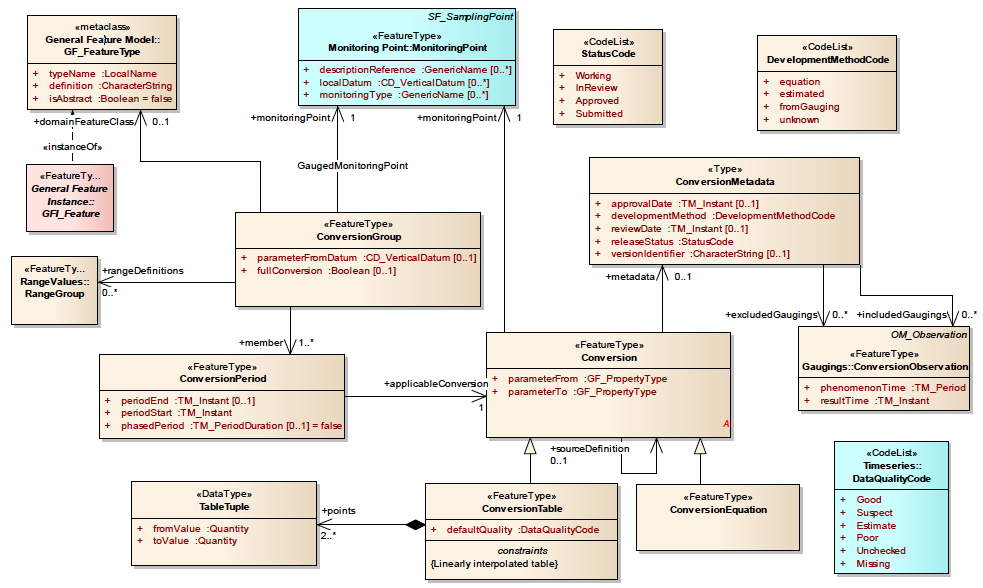 «metaclass»
General Feature Model::
GF_FeatureType
+ typeName :LocalName
+ definition :CharacterString
+ isAbstract :Boolean = false
SF_SamplingPoint
«FeatureType»
Monitoring Point::MonitoringPoint
+ descriptionReference :GenericName [0..*]
+ localDatum :CD_VerticalDatum [0..*]
+ monitoringType :GenericName [0..*]
«CodeList»
StatusCode
+ Working
+ InReview
+ Approved
+ Submitted
«CodeList»
DevelopmentMethodCode
+ equation
+ estimated
+ fromGauging
+ unknown
+domainFeatureClass
0..1
«instanceOf»
+monitoringPoint
1
+monitoringPoint
1
GaugedMonitoringPoint
«FeatureTy...
General Feature
Instance::
GFI_Feature
«Type»
ConversionMetadata
+ approvalDate :TM_Instant [0..1]
+ developmentMethod :DevelopmentMethodCode
+ reviewDate :TM_Instant [0..1]
+ releaseStatus :StatusCode
+ versionIdentifier :CharacterString [0..1]
«FeatureType»
ConversionGroup
+ parameterFromDatum :CD_VerticalDatum [0..1]
+ fullConversion :Boolean [0..1]
«FeatureTy...
RangeValues::
RangeGroup
+rangeDefinitions
0..*
+metadata
0..1
+excludedGaugings
0..*
+includedGaugings
0..*
+member
1..*
«FeatureType»
Conversion
+ parameterFrom :GF_PropertyType
+ parameterTo :GF_PropertyType
A
OM_Observation
«FeatureType»
Gaugings::ConversionObservation
+ phenomenonTime :TM_Period
+ resultTime :TM_Instant
«FeatureType»
ConversionPeriod
+ periodEnd :TM_Instant [0..1]
+ periodStart :TM_Instant
+ phasedPeriod :TM_PeriodDuration [0..1] = false
+applicableConversion
1
+sourceDefinition
0..1
«CodeList»
Timeseries::
DataQualityCode
+ Good
+ Suspect
+ Estimate
+ Poor
+ Unchecked
+ Missing
«DataType»
TableTuple
+ fromValue :Quantity
+ toValue :Quantity
+points
2..*
«FeatureType»
ConversionTable
+ defaultQuality :DataQualityCode
constraints
{Linearly interpolated table}
«FeatureType»
ConversionEquation